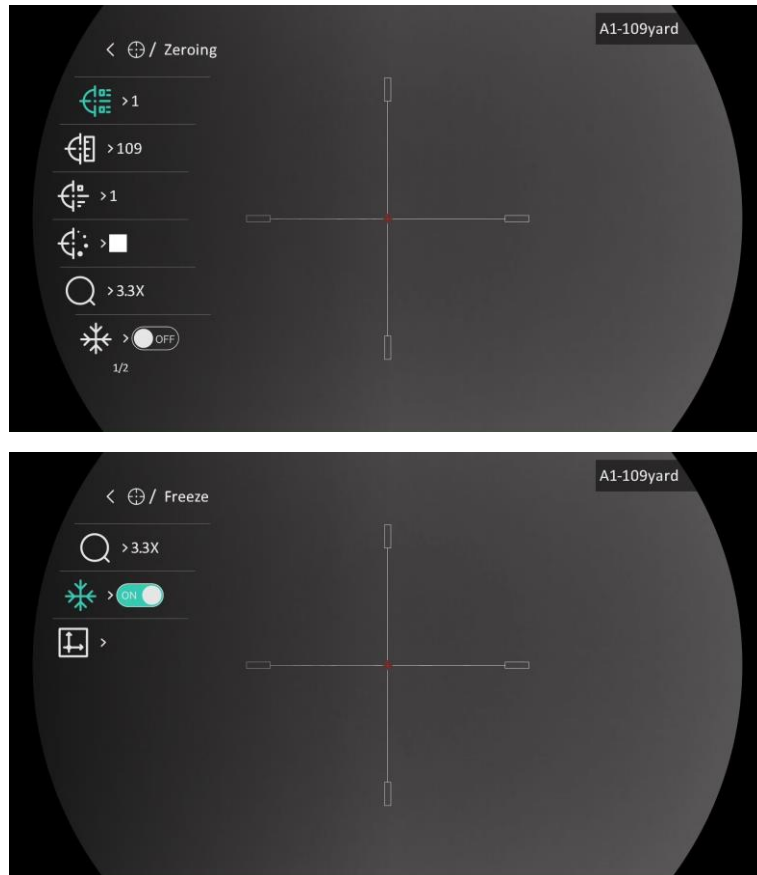 A1-109yard
< / Zeroing
>1
>109
>1
>
>3.3X
> OFF
1/2
A1-109yard
< / Freeze
>3.3X
> ON
>